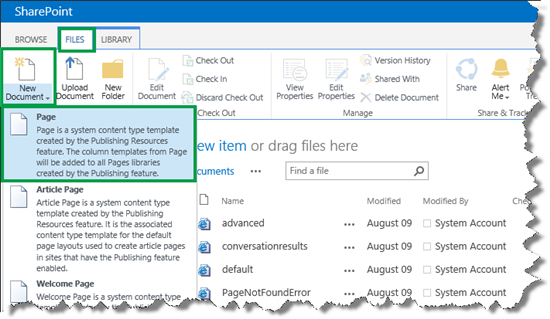 SharePoint
BROWSE FILES LIBRARY
New Document
Upload Document
New Folder
Edit Document
Check Out
Check In
Discard Check Out
Check Out
View Properties
Edit Properties
Version History
Shared With
Delete Document
Manage
Share
Alert Me
Share & Track
Page
Page is a system content type template
created by the Publishing Resources
feature. The column templates from Page
will be added to all Pages libraries
created by the Publishing feature.
Article Page
Article Page is a system content type
template created by the Publishing
Resources feature. It is the associated
content type template for the default
page layouts used to create article pages
in sites that have the Publishing feature
enabled.
Welcome Page
Welcome Page is a system content type
ew item or drag files here
ocuments ... Find a file
Name Modified Modified By
advanced ... August 09 System Account
conversationresults ... August 09 System Account
default ... August 09 System Account
PageNotFoundError ... August 09 System Account